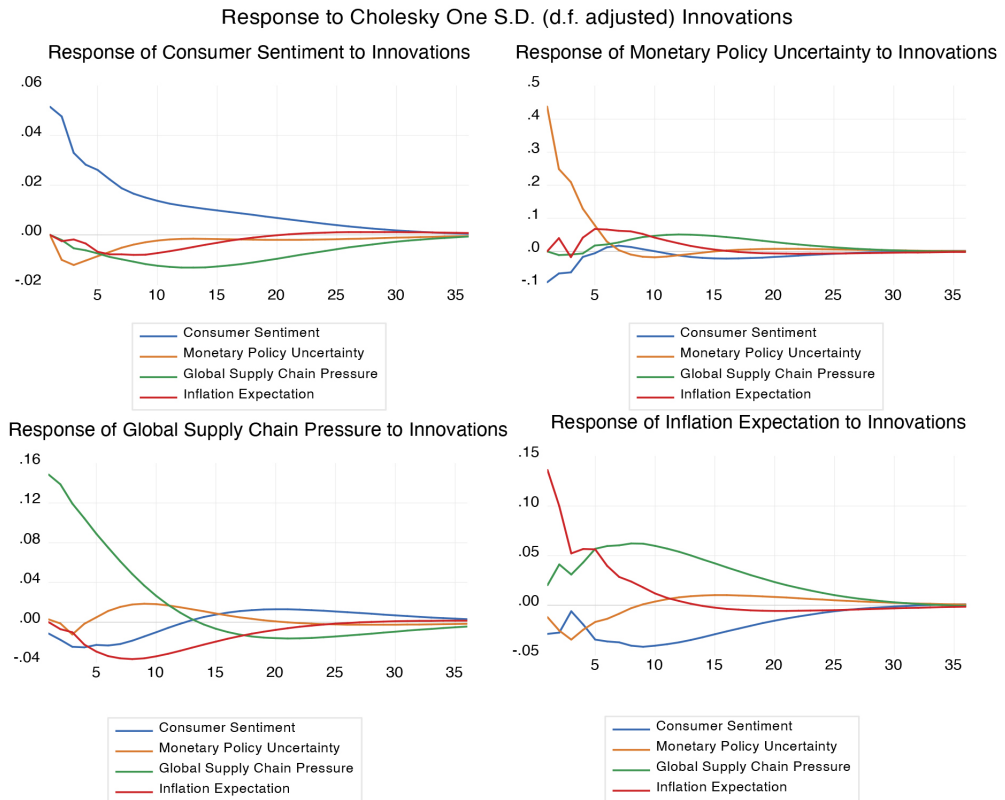 Response to Cholesky One S.D. (d.f. adjusted) Innovations
Response of Consumer Sentiment to Innovations
.06
.04
.02
.00
-.02
5 10 15 20 25 30 35
Consumer Sentiment
Monetary Policy Uncertainty
Global Supply Chain Pressure
Inflation Expectation
Response of Monetary Policy Uncertainty to Innovations
.5
.4
.3
.2
.1
.0
-.1
5 10 15 20 25 30 35
Consumer Sentiment
Monetary Policy Uncertainty
Global Supply Chain Pressure
Inflation Expectation
Response of Global Supply Chain Pressure to Innovations
.16
.12
.08
.04
.00
-.04
5 10 15 20 25 30 35
Consumer Sentiment
Monetary Policy Uncertainty
Global Supply Chain Pressure
Inflation Expectation
Response of Inflation Expectation to Innovations
.15
.10
.05
.00
-.05
5 10 15 20 25 30 35
Consumer Sentiment
Monetary Policy Uncertainty
Global Supply Chain Pressure
Inflation Expectation